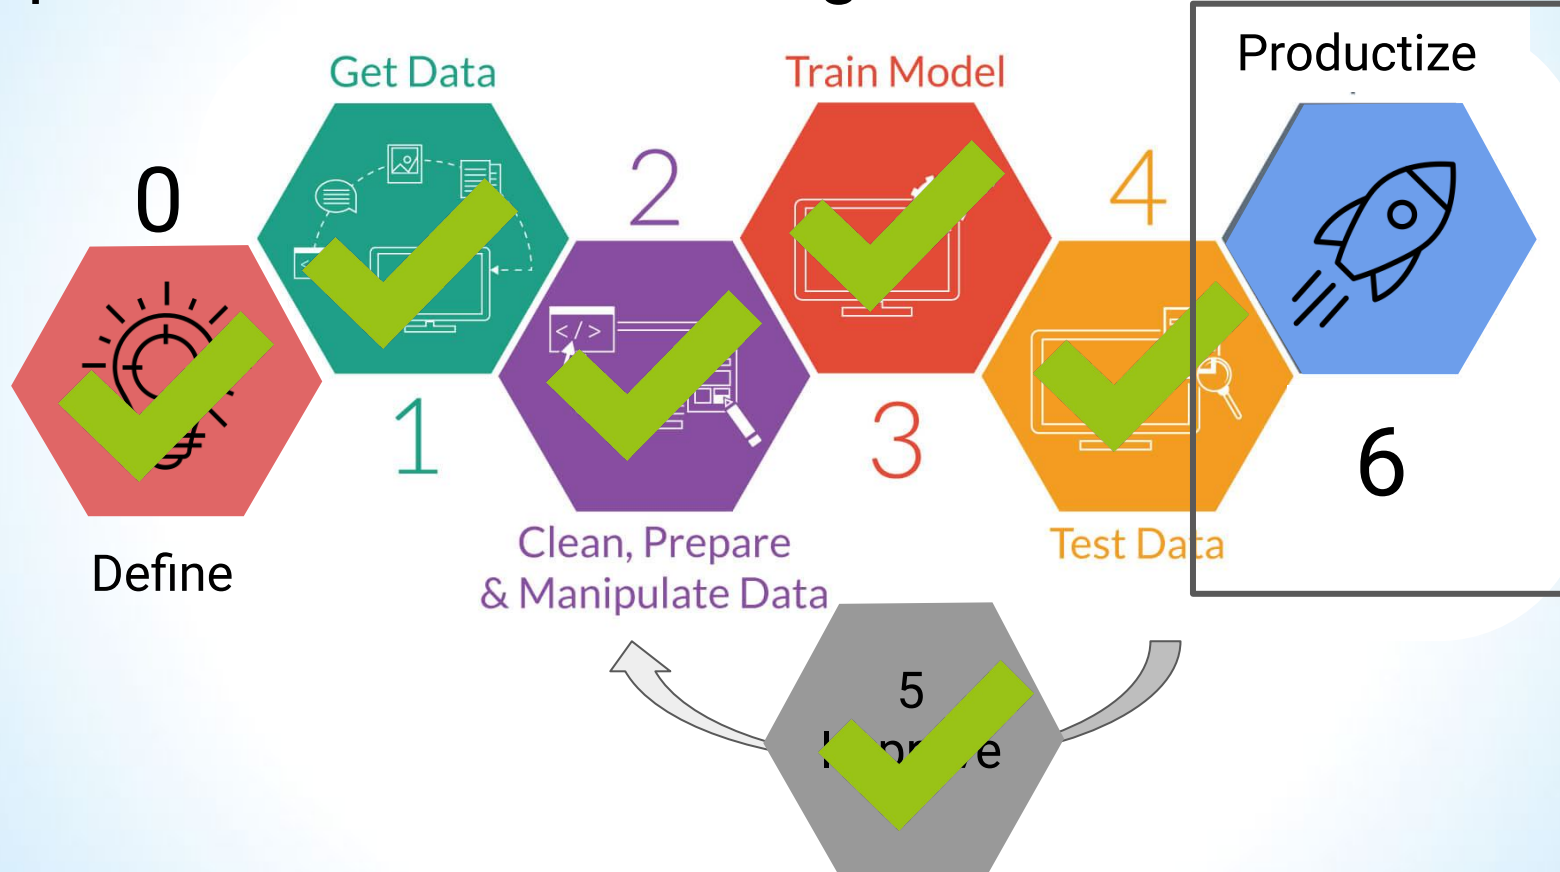 0
Define
Get Data
1
2
</>
Clean, Prepare
& Manipulate Data
Train Model
3
4
Test Data
5
Productize
6